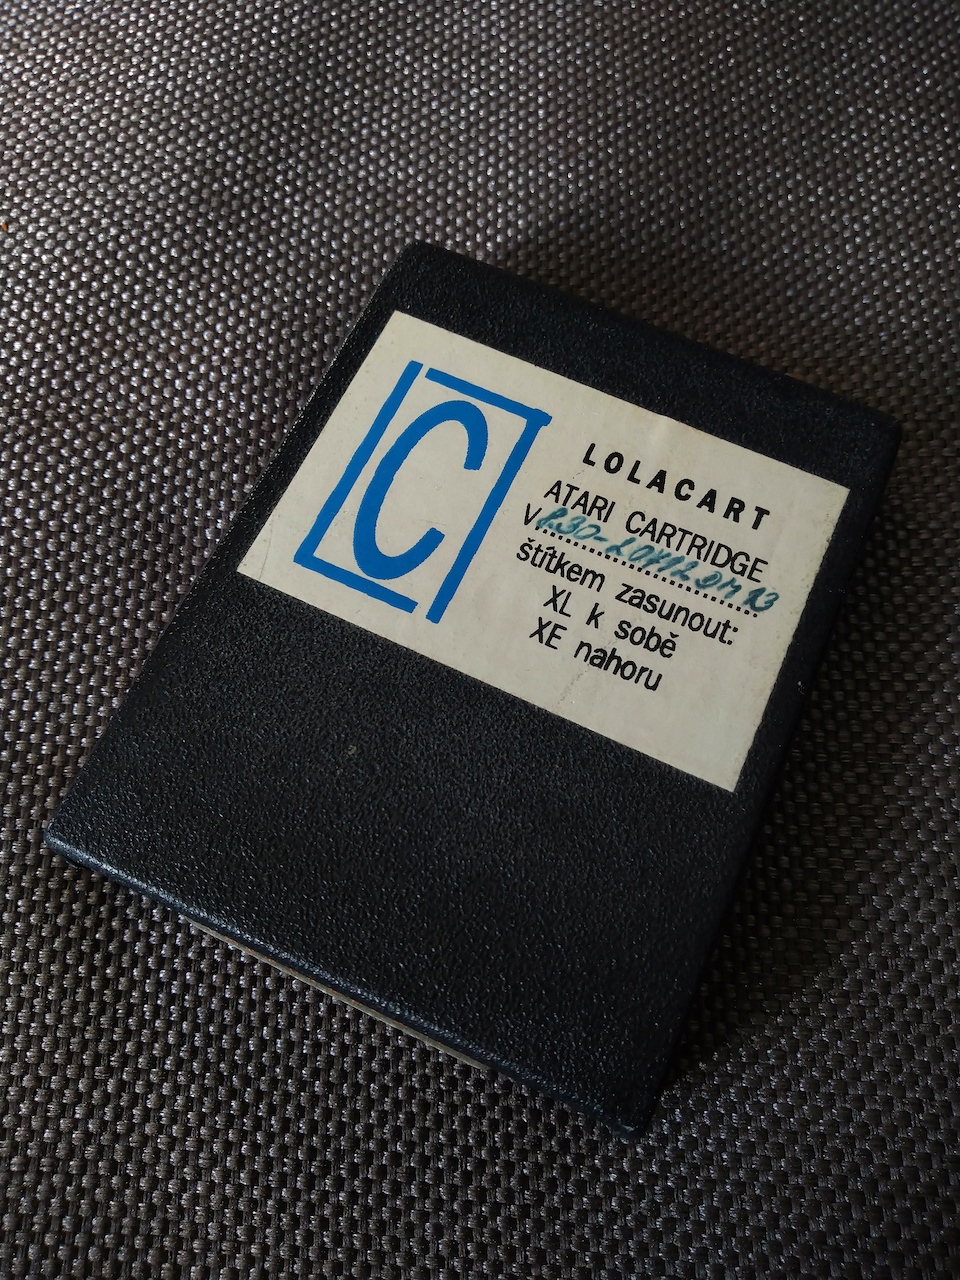 C
LOLACART
ATARI CARTRIDGE
V
štítkem zasunout:
XL k sobě
XE nahoru